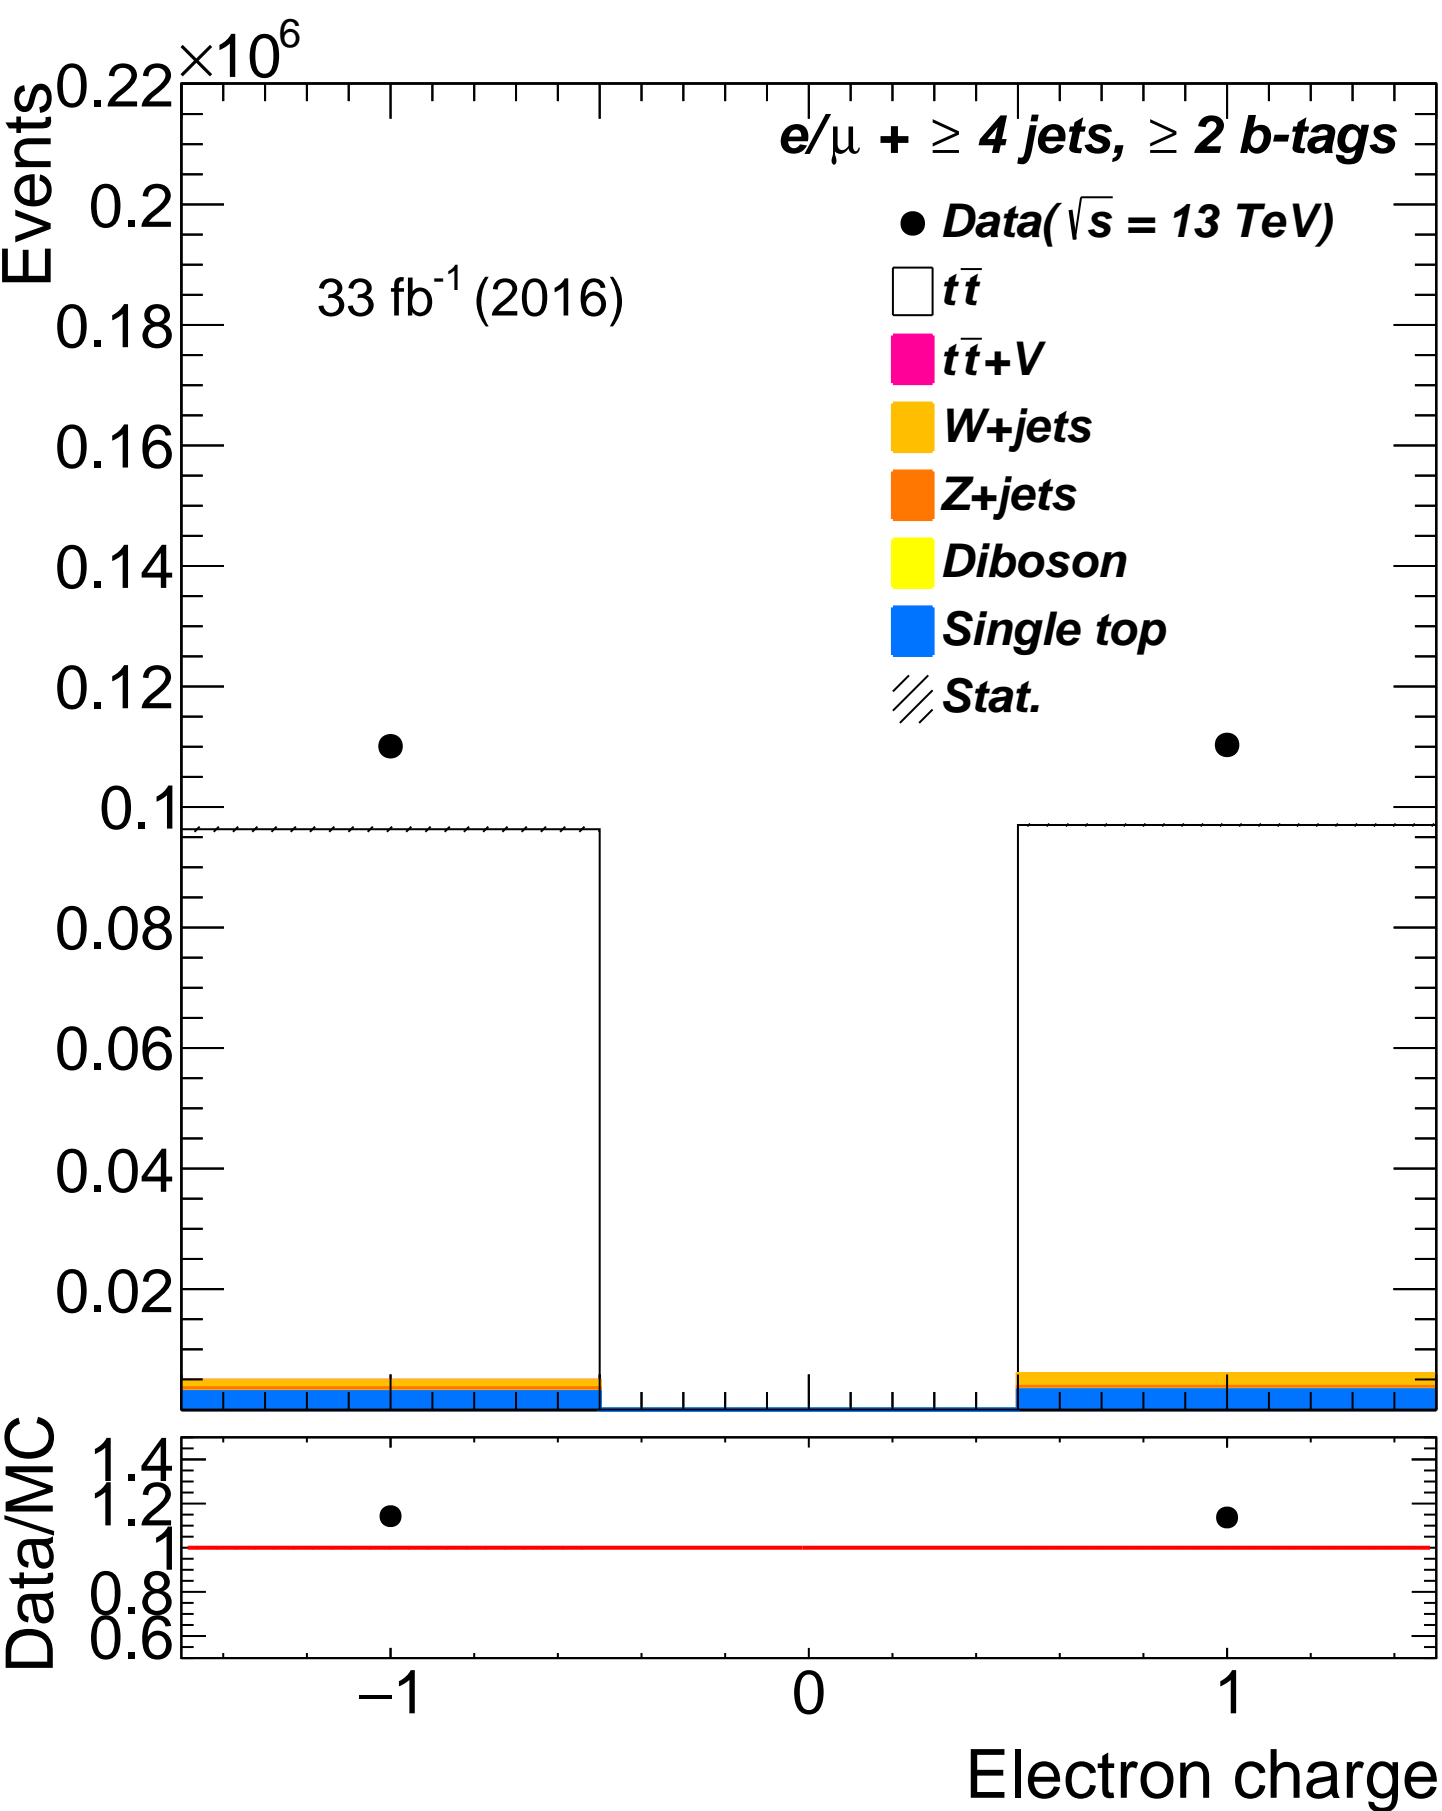 ×10⁶
Events
0.22
0.2
0.18
0.16
0.14
0.12
0.1
0.08
0.06
0.04
0.02
e/μ + ≥ 4 jets, ≥ 2 b-tags
33 fb⁻¹ (2016)
Data(√s = 13 TeV)
tt̅
tt̅+V
W+jets
Z+jets
Diboson
Single top
Stat.
Data/MC
1.4
1.2
1
0.8
0.6
−1
0
1
Electron charge